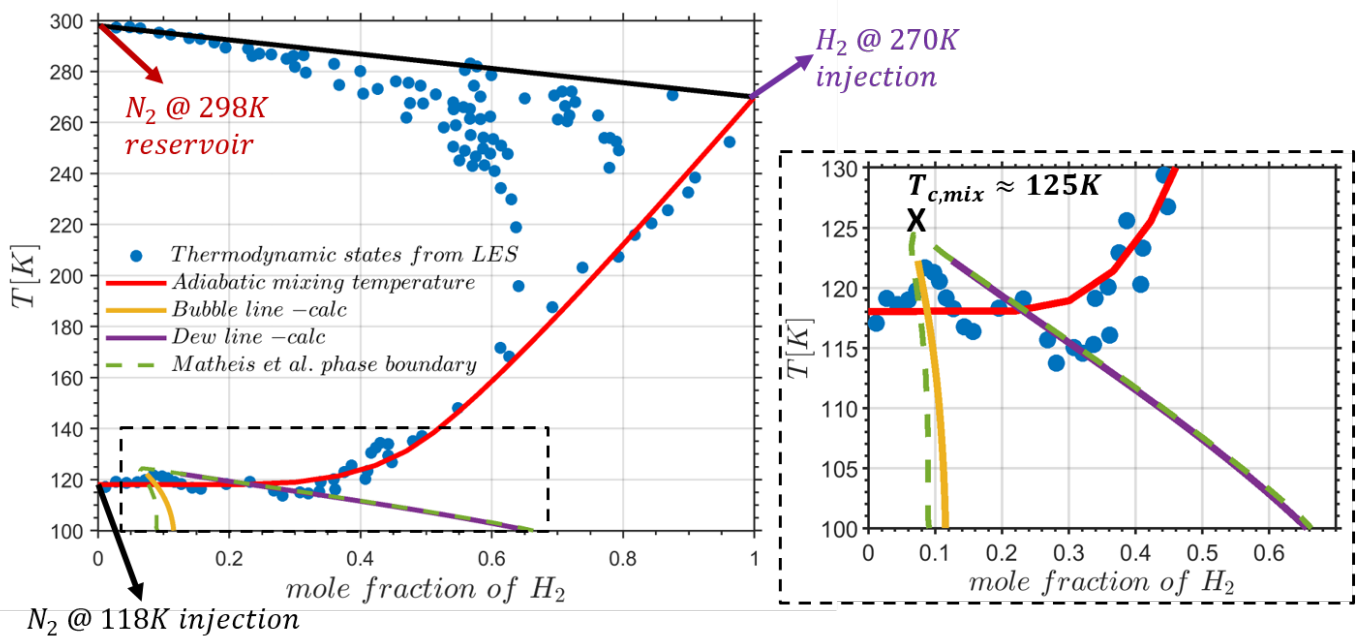 300
280
260
240
220
200
180
160
140
120
100
T[K]
0
0.2
0.4
0.6
0.8
1
mole fraction of H₂
N₂ @ 298K
reservoir
H₂ @ 270K
injection
Thermodynamic states from LES
Adiabatic mixing temperature
Bubble line −calc
Dew line −calc
Matheis et al. phase boundary
N₂ @ 118K injection
130
125
120
115
110
105
100
T[K]
T_c,mix ≈ 125K
X
0
0.1
0.2
0.3
0.4
0.5
0.6
mole fraction of H₂